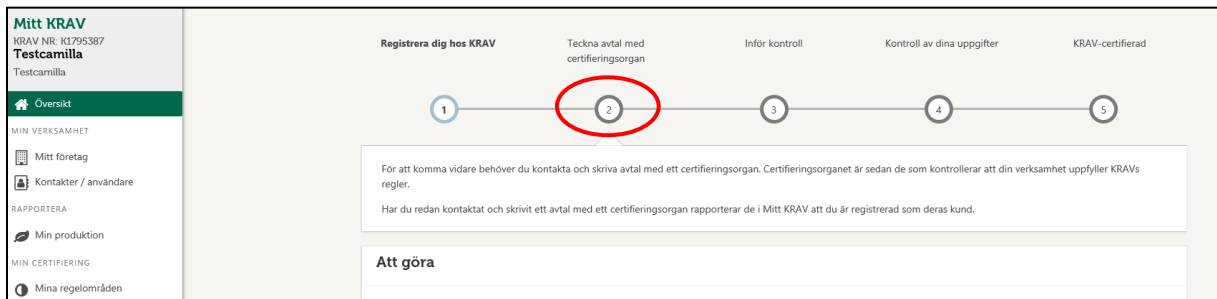 Mitt KRAV
KRAV NR: K1795387
Testcamilla
Testcamilla
Översikt
MIN VERKSAMHET
Mitt företag
Kontakter / användare
RAPPORTERA
Min produktion
MIN CERTIFIERING
Mina regelområden
Registrera dig hos KRAV
Teckna avtal med
certifieringsorgan
Inför kontroll
Kontroll av dina uppgifter
KRAV-certifierad
1
2
3
4
5
För att komma vidare behöver du kontakta och skriva avtal med ett certifieringsorgan. Certifieringsorganet är sedan de som kontrollerar att din verksamhet uppfyller KRAVs
regler.
Har du redan kontaktat och skrivit ett avtal med ett certifieringsorgan rapporterar de i Mitt KRAV att du är registrerad som deras kund.
Att göra